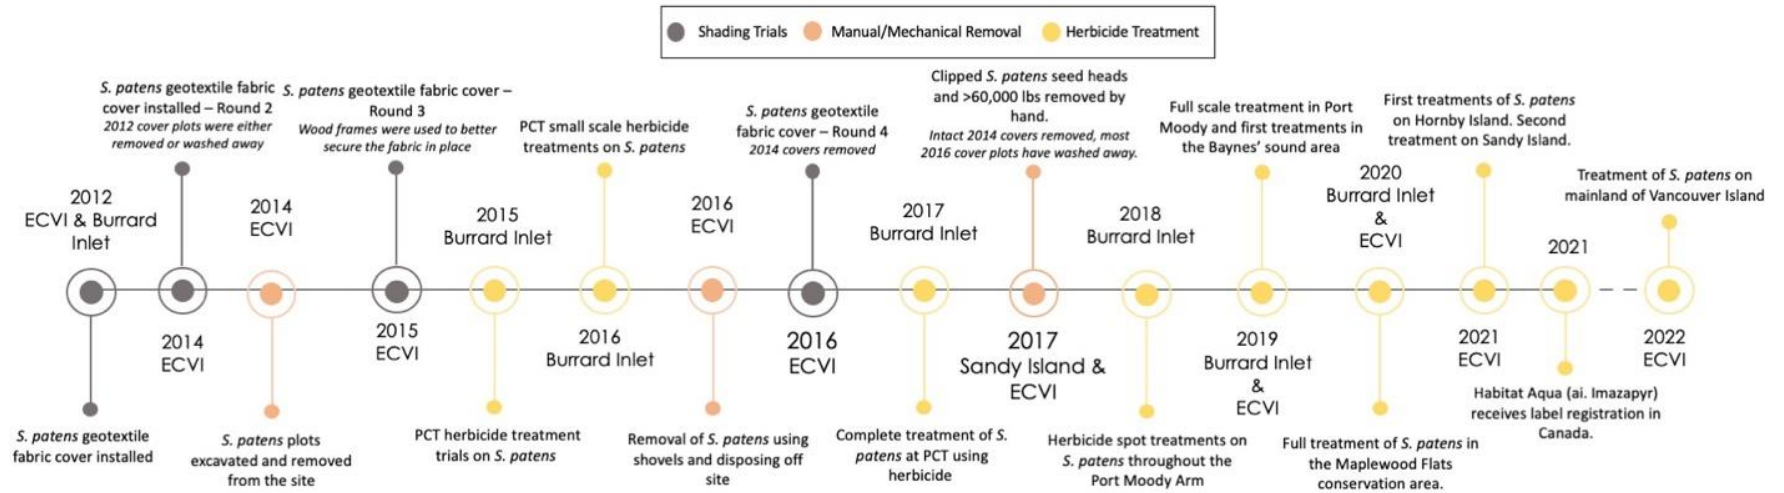 Shading Trials
Manual/Mechanical Removal
Herbicide Treatment
2012
ECVI & Burrard
Inlet
S. patens geotextile
fabric cover installed
S. patens geotextile fabric
cover installed – Round 2
2012 cover plots were either
removed or washed away
2014
ECVI
2014
ECVI
S. patens plots
excavated and removed
from the site
S. patens geotextile fabric cover –
Round 3
Wood frames were used to better
secure the fabric in place
2015
ECVI
2015
Burrard Inlet
PCT herbicide treatment
trials on S. patens
PCT small scale herbicide
treatments on S. patens
2016
Burrard Inlet
2016
ECVI
Removal of S. patens using
shovels and disposing off
site
S. patens geotextile
fabric cover – Round 4
2014 covers removed
2016
ECVI
2017
Burrard Inlet
Complete treatment of S.
patens at PCT using
herbicide
Clipped S. patens seed heads
and >60,000 lbs removed by
hand.
Intact 2014 covers removed, most
2016 cover plots have washed away.
2017
Sandy Island &
ECVI
2018
Burrard Inlet
Herbicide spot treatments on
S. patens throughout the
Port Moody Arm
Full scale treatment in Port
Moody and first treatments in
the Baynes’ sound area
2019
Burrard Inlet
&
ECVI
2020
Burrard Inlet
&
ECVI
Full treatment of S. patens in
the Maplewood Flats
conservation area.
First treatments of S. patens
on Hornby Island. Second
treatment on Sandy Island.
2021
ECVI
2021
Habitat Aqua (ai. Imazapyr)
receives label registration in
Canada.
Treatment of S. patens on
mainland of Vancouver Island
2022
ECVI